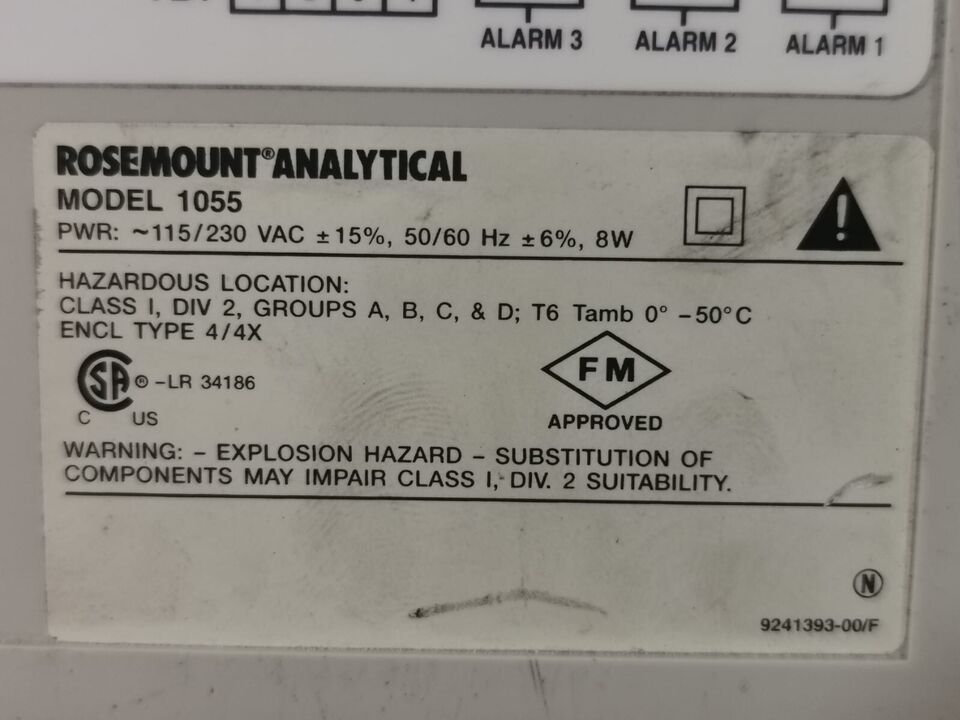 ALARM 3 ALARM 2 ALARM 1
ROSEMOUNT® ANALYTICAL
MODEL 1055
PWR: ~115/230 VAC ±15%, 50/60 Hz ±6%, 8W
HAZARDOUS LOCATION:
CLASS I, DIV 2, GROUPS A, B, C, & D; T6 Tamb 0° -50°C
ENCL TYPE 4/4X
SA ® -LR 34186
C US
FM
APPROVED
WARNING: - EXPLOSION HAZARD - SUBSTITUTION OF
COMPONENTS MAY IMPAIR CLASS I, DIV. 2 SUITABILITY.
N
9241393-00/F